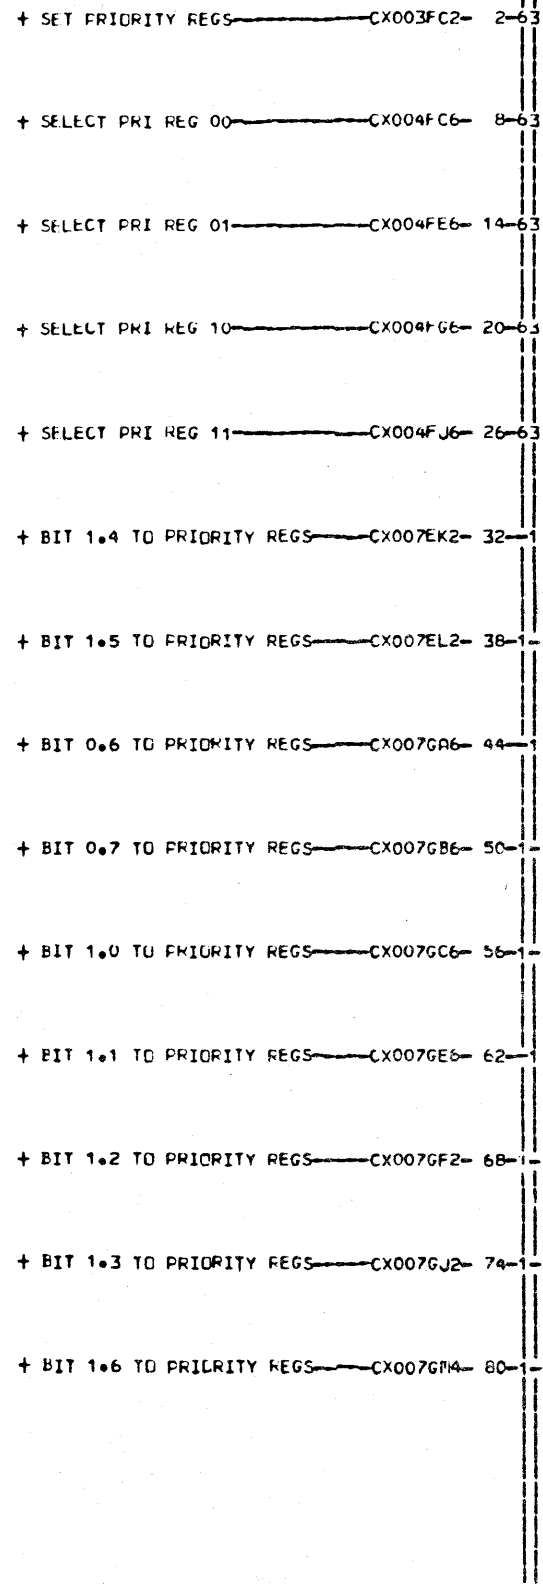 + SET PRIORITY REGS CX003FC2- 2-63
+ SELECT PRI REG 00 CX004FC6- 8-63
+ SELECT PRI REG 01 CX004FE6- 14-63
+ SELECT PRI REG 10 CX004FG6- 20-63
+ SELECT PRI REG 11 CX004FJ6- 26-63
+ BIT 1.4 TO PRIORITY REGS CX007EK2- 32-1
+ BIT 1.5 TO PRIORITY REGS CX007EL2- 38-1-
+ BIT 0.6 TO PRIORITY REGS CX007GA6- 44-1
+ BIT 0.7 TO PRIORITY REGS CX007GB6- 50-1-
+ BIT 1.0 TO PRIORITY REGS CX007GC6- 56-1-
+ BIT 1.1 TO PRIORITY REGS 62-1
+ BIT 1.2 TO PRIORITY REGS CX007GF2- 68-1-
+ BIT 1.3 TO PRIORITY REGS CX007GJ2- 74-1-
+ BIT 1.6 TO PRIORITY REGS CX007GM4- 80-1-